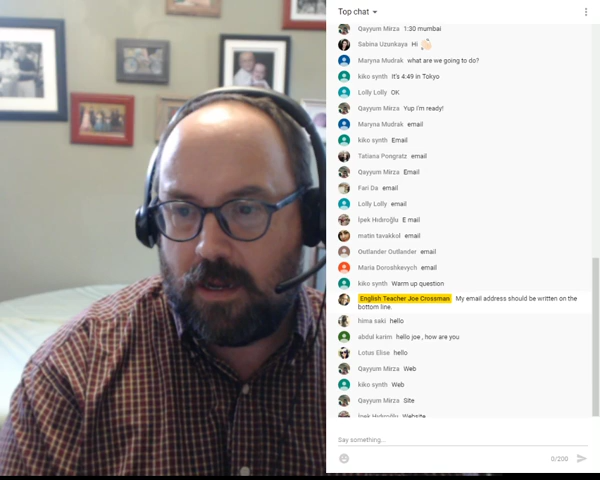 Top chat
Qayyum Mirza 1:30 mumbai
Sabina Uzunkaya Hi
Maryna Mudrak what are we going to do?
kiko synth It's 4:49 in Tokyo
Lolly Lolly OK
Qayyum Mirza Yup I'm ready!
Maryna Mudrak email
kiko synth Email
Tatiana Pongratz email
Qayyum Mirza Email
Fari Da email
Lolly Lolly email
İpek Hıdıroğlu E mail
matin tavakkol email
Outlander Outlander email
Maria Doroshkevych email
kiko synth Warm up question
English Teacher Joe Crossman My email address should be written on the
bottom line.
hima saki hello
abdul karim hello joe , how are you
Lotus Elise hello
Qayyum Mirza Web
kiko synth Web
Qayyum Mirza Site
İpek Hıdıroğlu Website
Say something...
0/200